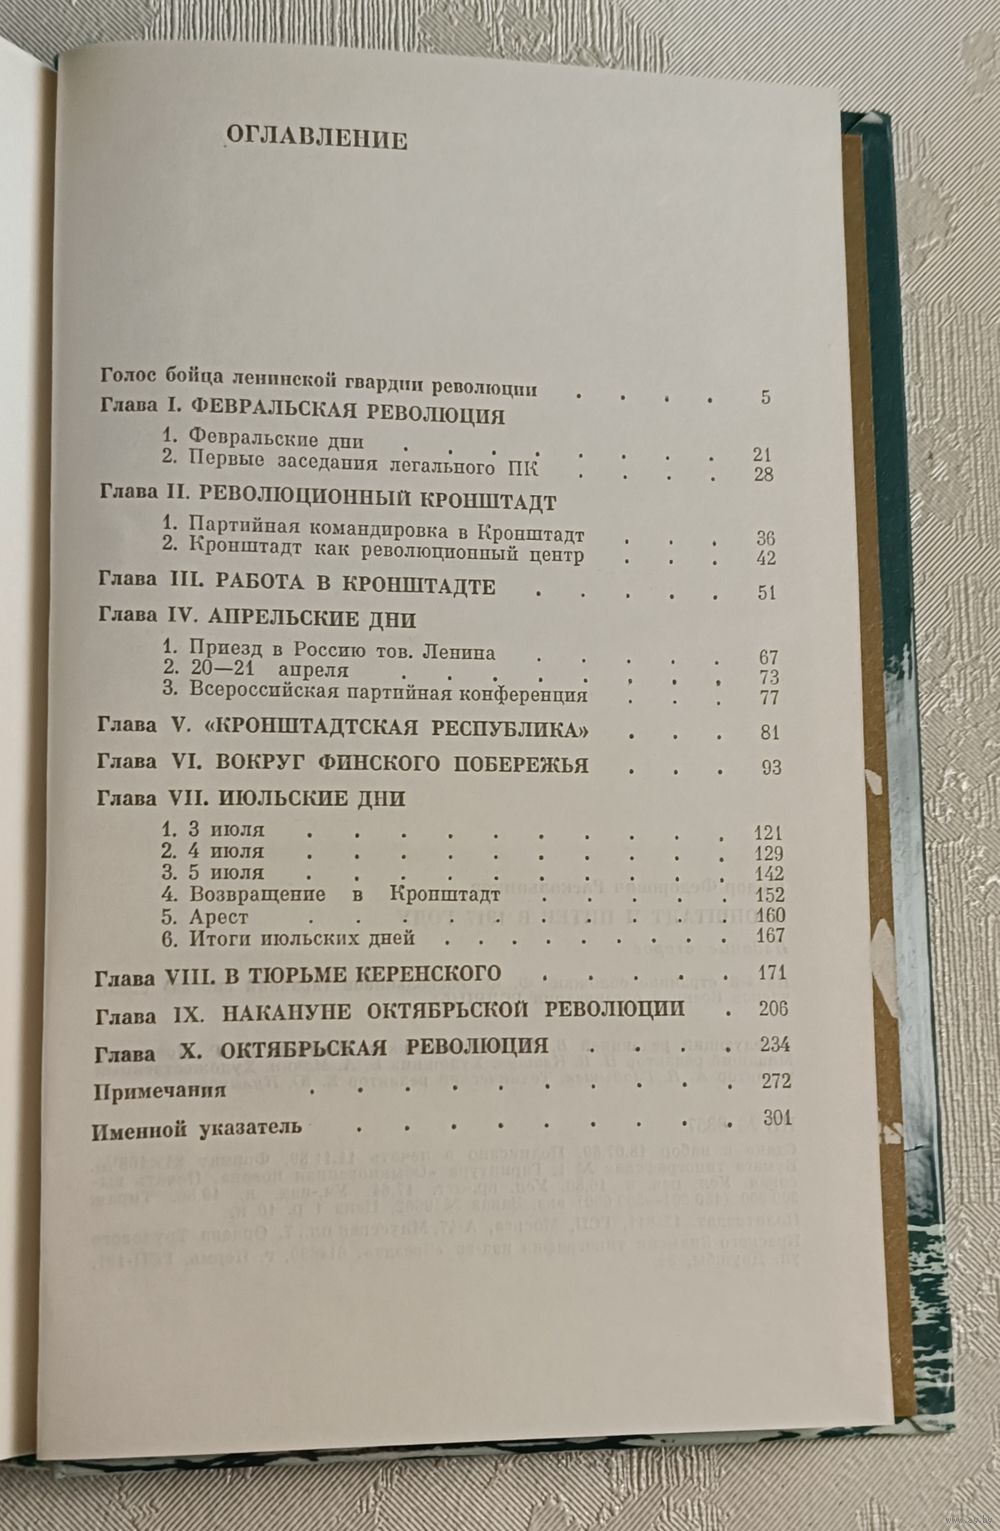 ОГЛАВЛЕНИЕ
Голос бойца ленинской гвардии революции . . . . 5
Глава I. ФЕВРАЛЬСКАЯ РЕВОЛЮЦИЯ
1. Февральские дни . . . . . . . . 21
2. Первые заседания легального ПК . . . . 28
Глава II. РЕВОЛЮЦИОННЫЙ КРОНШТАДТ
1. Партийная командировка в Кронштадт . . . 36
2. Кронштадт как революционный центр . . . 42
Глава III. РАБОТА В КРОНШТАДТЕ . . . . . 51
Глава IV. АПРЕЛЬСКИЕ ДНИ
1. Приезд в Россию тов. Ленина . . . . . 67
2. 20—21 апреля . . . . . . . . 73
3. Всероссийская партийная конференция . . . 77
Глава V. «КРОНШТАДТСКАЯ РЕСПУБЛИКА» . . . 81
Глава VI. ВОКРУГ ФИНСКОГО ПОБЕРЕЖЬЯ . . . 93
Глава VII. ИЮЛЬСКИЕ ДНИ
1. 3 июля . . . . . . . . . . 121
2. 4 июля . . . . . . . . . . 129
3. 5 июля . . . . . . . . . . 142
4. Возвращение в Кронштадт . . . . . 152
5. Арест . . . . . . . . . . 160
6. Итоги июльских дней . . . . . . . 167
Глава VIII. В ТЮРЬМЕ КЕРЕНСКОГО . . . . . 171
Глава IX. НАКАНУНЕ ОКТЯБРЬСКОЙ РЕВОЛЮЦИИ . 206
Глава X. ОКТЯБРЬСКАЯ РЕВОЛЮЦИЯ . . . . 234
Примечания . . . . . . . . . . 272
Именной указатель . . . . . . . . . 301